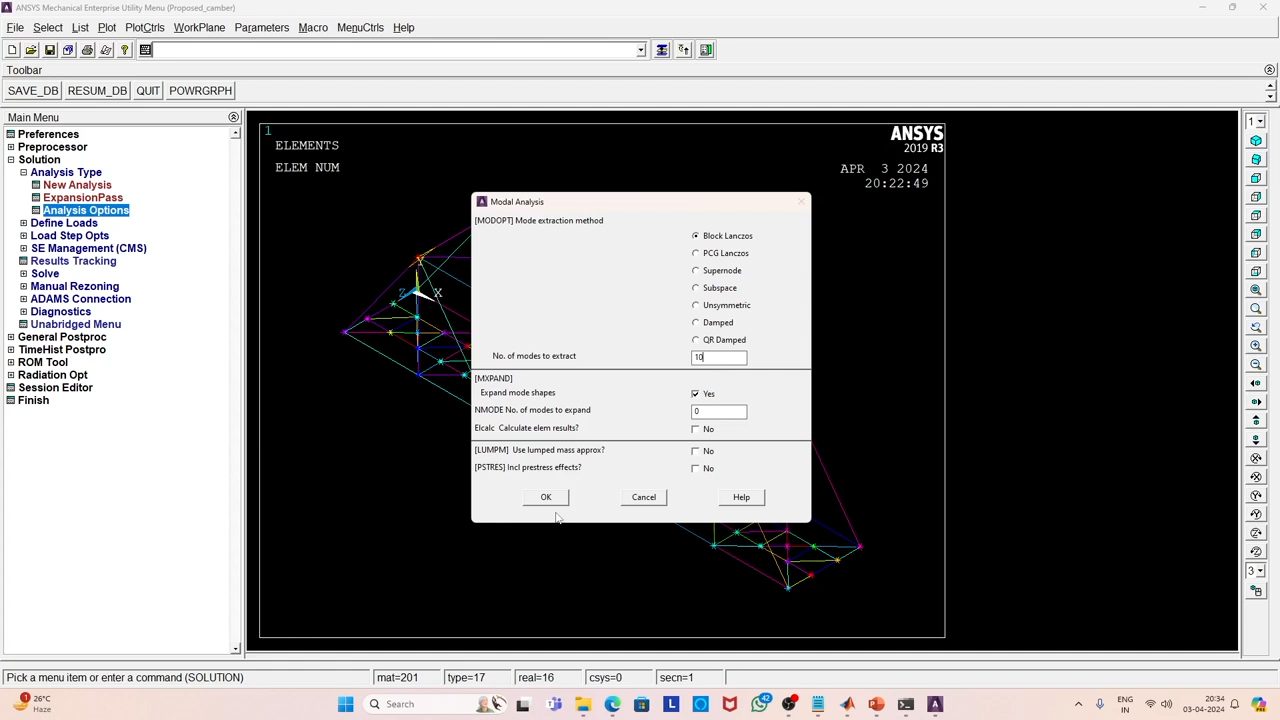 ANSYS Mechanical Enterprise Utility Menu (Proposed_camber)
File Select List Plot PlotCtrls WorkPlane Parameters Macro MenuCtrls Help
Toolbar
SAVE_DB RESUM_DB QUIT POWRGRPH
Main Menu
Preferences
Preprocessor
Solution
Analysis Type
New Analysis
ExpansionPass
Analysis Options
Define Loads
Load Step Opts
SE Management (CMS)
Results Tracking
Solve
Manual Rezoning
ADAMS Connection
Diagnostics
Unabridged Menu
General Postproc
TimeHist Postpro
ROM Tool
Radiation Opt
Session Editor
Finish
1
ELEMENTS
ELEM NUM
ANSYS
2019 R3
APR 3 2024
20:22:49
Y
Z X
Modal Analysis
[MODOPT] Mode extraction method
Block Lanczos
PCG Lanczos
Supernode
Subspace
Unsymmetric
Damped
QR Damped
No. of modes to extract 10
[MXPAND]
Expand mode shapes Yes
NMODE No. of modes to expand 0
Elcalc Calculate elem results? No
[LUMPM] Use lumped mass approx? No
[PSTRES] Incl prestress effects? No
OK Cancel Help
1
3
Pick a menu item or enter a command (SOLUTION) mat=201 type=17 real=16 csys=0 secn=1
1 26°C
Haze
Search
42
ENG
IN
20:34
03-04-2024